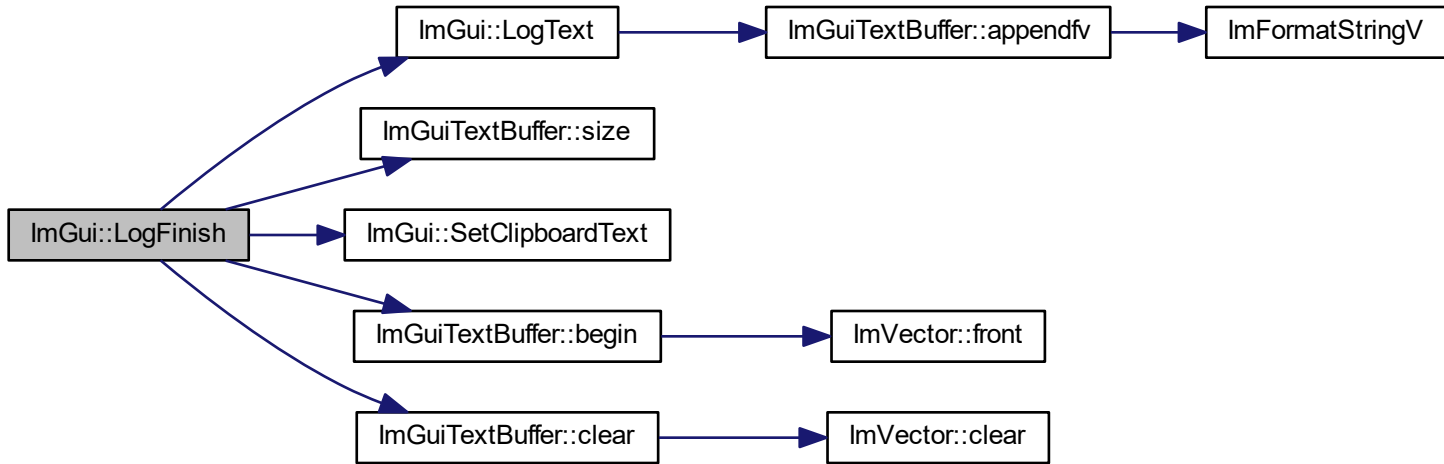 ImGui::LogText
ImGuiTextBuffer::appendfv
ImFormatStringV
ImGuiTextBuffer::size
ImGui::LogFinish
ImGui::SetClipboardText
ImGuiTextBuffer::begin
ImVector::front
ImGuiTextBuffer::clear
ImVector::clear